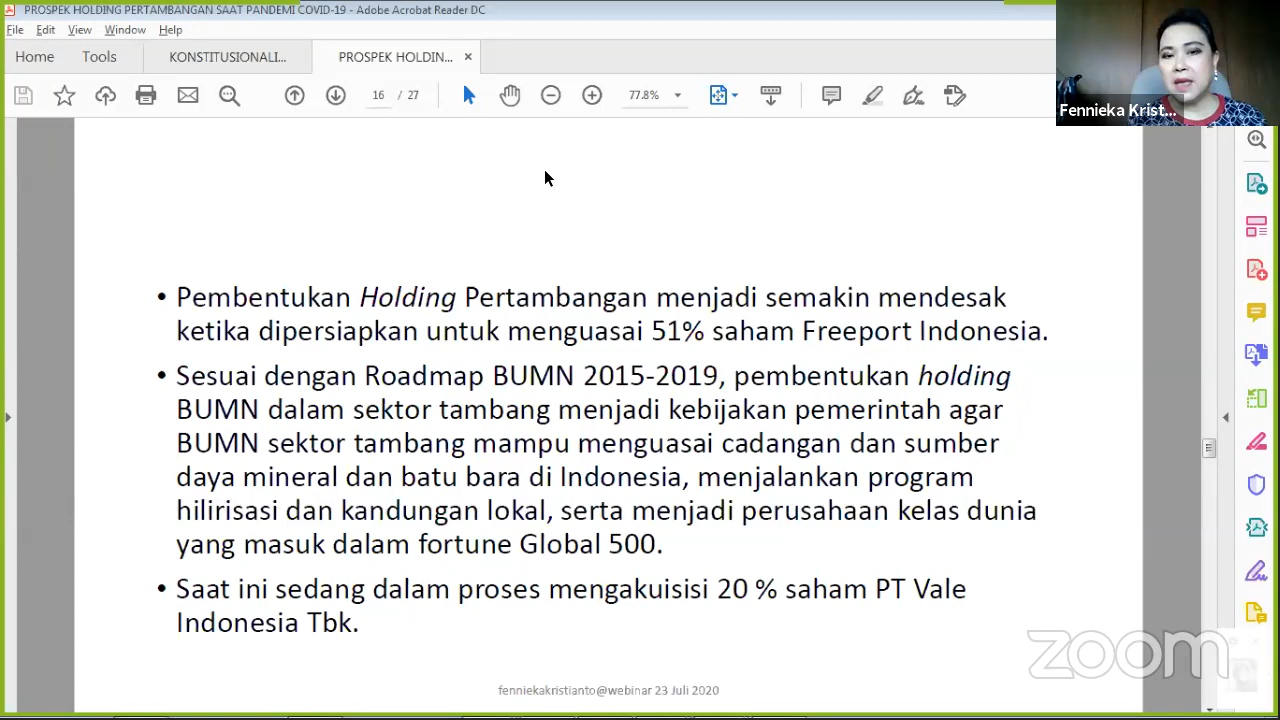 PROSPEK HOLDING PERTAMBANGAN SAAT PANDEMI COVID-19 - Adobe Acrobat Reader DC
File Edit View Window Help
Home Tools KONSTITUSIONALI... PROSPEK HOLDIN... ×
16 / 27 77.8%
Fennieka Krist...
• Pembentukan Holding Pertambangan menjadi semakin mendesak
ketika dipersiapkan untuk menguasai 51% saham Freeport Indonesia.
• Sesuai dengan Roadmap BUMN 2015-2019, pembentukan holding
BUMN dalam sektor tambang menjadi kebijakan pemerintah agar
BUMN sektor tambang mampu menguasai cadangan dan sumber
daya mineral dan batu bara di Indonesia, menjalankan program
hilirisasi dan kandungan lokal, serta menjadi perusahaan kelas dunia
yang masuk dalam fortune Global 500.
• Saat ini sedang dalam proses mengakuisisi 20 % saham PT Vale
Indonesia Tbk.
zoom
fenniekakristianto@webinar 23 Juli 2020